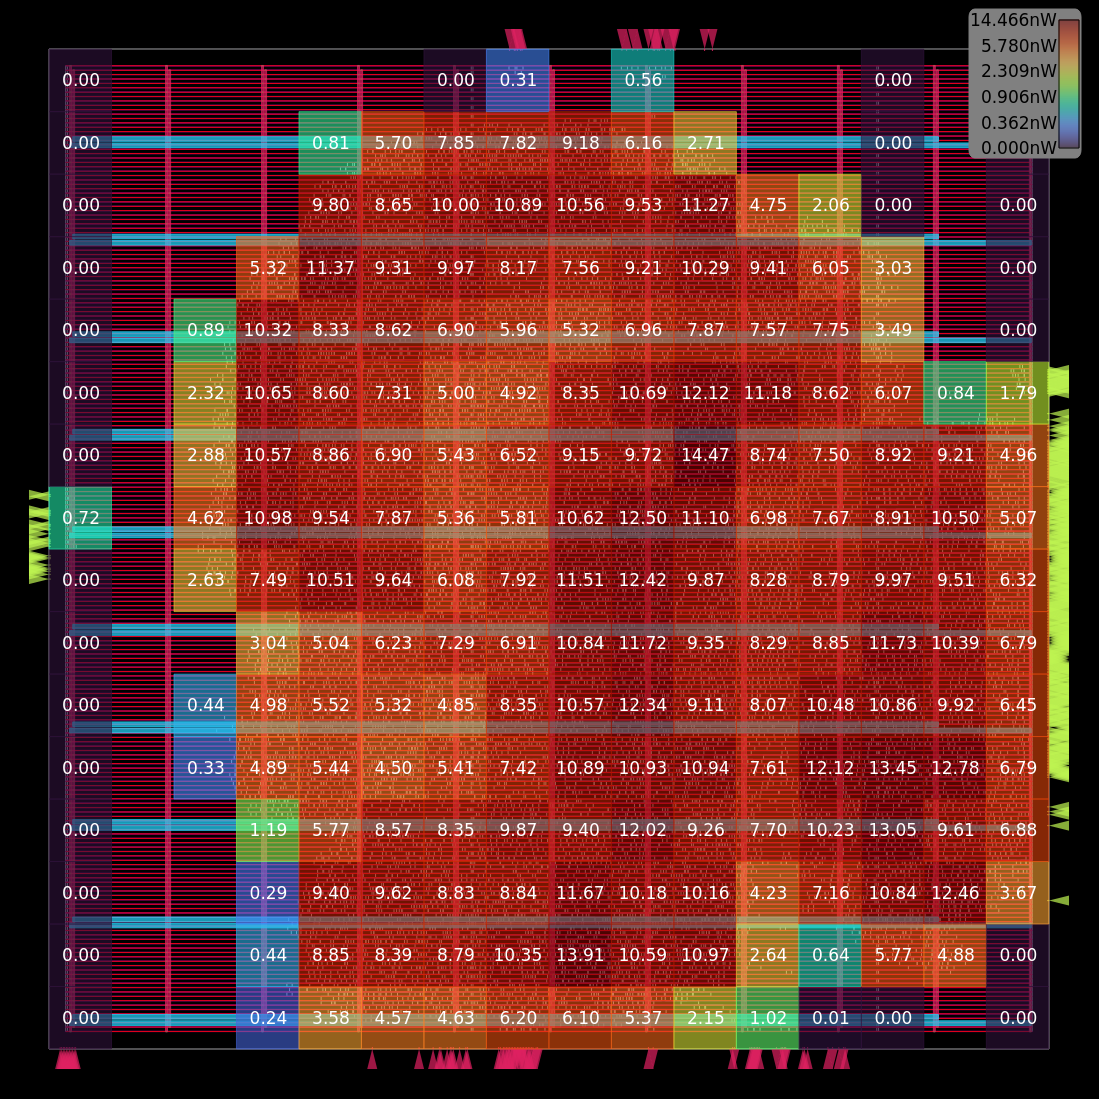 14.466nW
5.780nW
2.309nW
0.906nW
0.362nW
0.000nW
0.00 0.00 0.31 0.56 0.00
0.00 0.81 5.70 7.85 7.82 9.18 6.16 2.71 0.00
0.00 9.80 8.65 10.00 10.89 10.56 9.53 11.27 4.75 2.06 0.00 0.00
0.00 5.32 11.37 9.31 9.97 8.17 7.56 9.21 10.29 9.41 6.05 3.03 0.00
0.00 0.89 10.32 8.33 8.62 6.90 5.96 5.32 6.96 7.87 7.57 7.75 3.49 0.00
0.00 2.32 10.65 8.60 7.31 5.00 4.92 8.35 10.69 12.12 11.18 8.62 6.07 0.84 1.79
0.00 2.88 10.57 8.86 6.90 5.43 6.52 9.15 9.72 14.47 8.74 7.50 8.92 9.21 4.96
0.72 4.62 10.98 9.54 7.87 5.36 5.81 10.62 12.50 11.10 6.98 7.67 8.91 10.50 5.07
0.00 2.63 7.49 10.51 9.64 6.08 7.92 11.51 12.42 9.87 8.28 8.79 9.97 9.51 6.32
0.00 3.04 5.04 6.23 7.29 6.91 10.84 11.72 9.35 8.29 8.85 11.73 10.39 6.79
0.00 0.44 4.98 5.52 5.32 4.85 8.35 10.57 12.34 9.11 8.07 10.48 10.86 9.92 6.45
0.00 0.33 4.89 5.44 4.50 5.41 7.42 10.89 10.93 10.94 7.61 12.12 13.45 12.78 6.79
0.00 1.19 5.77 8.57 8.35 9.87 9.40 12.02 9.26 7.70 10.23 13.05 9.61 6.88
0.00 0.29 9.40 9.62 8.83 8.84 11.67 10.18 10.16 4.23 7.16 10.84 12.46 3.67
0.00 0.44 8.85 8.39 8.79 10.35 13.91 10.59 10.97 2.64 0.64 5.77 4.88 0.00
0.00 0.24 3.58 4.57 4.63 6.20 6.10 5.37 2.15 1.02 0.01 0.00 0.00